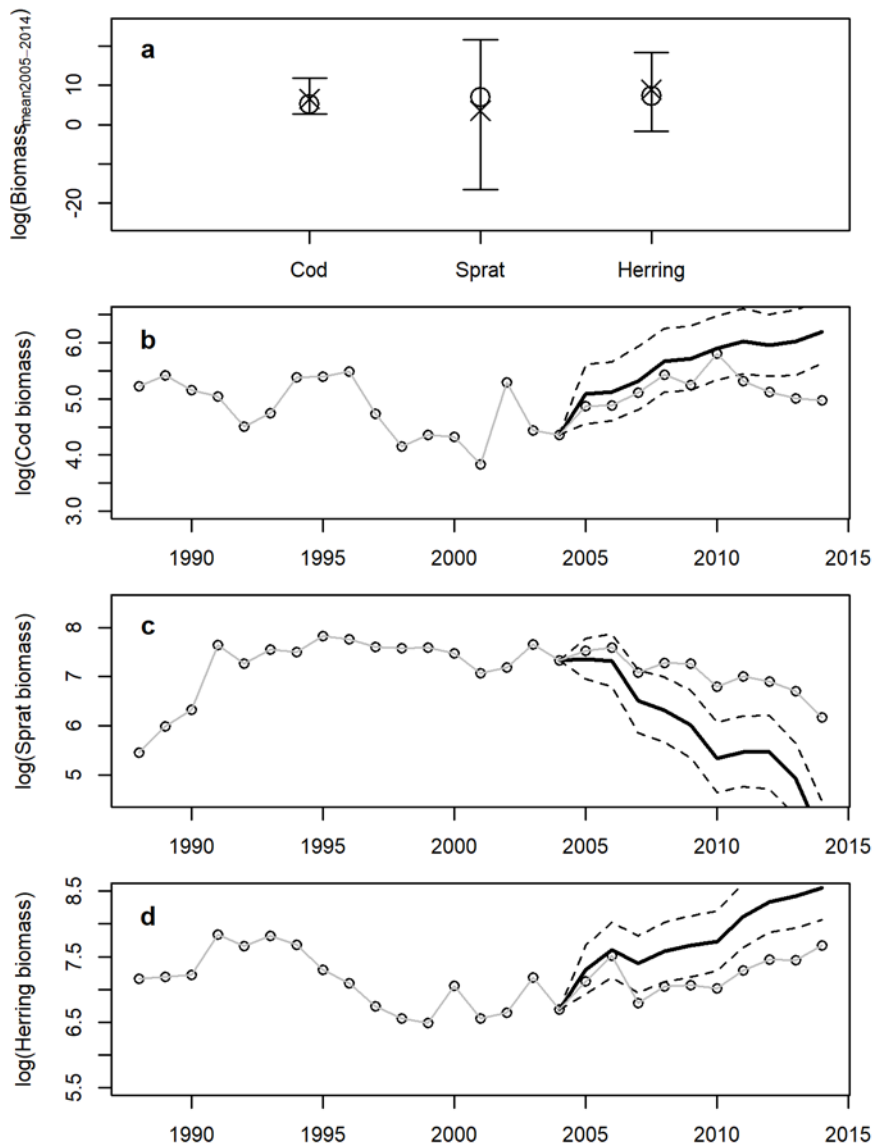 a
log(Biomass mean2005−2014)
10
0
-20
Cod Sprat Herring
b
log(Cod biomass)
6.0
5.0
4.0
3.0
1990 1995 2000 2005 2010 2015
c
log(Sprat biomass)
8
7
6
5
1990 1995 2000 2005 2010 2015
d
log(Herring biomass)
8.5
7.5
6.5
5.5
1990 1995 2000 2005 2010 2015